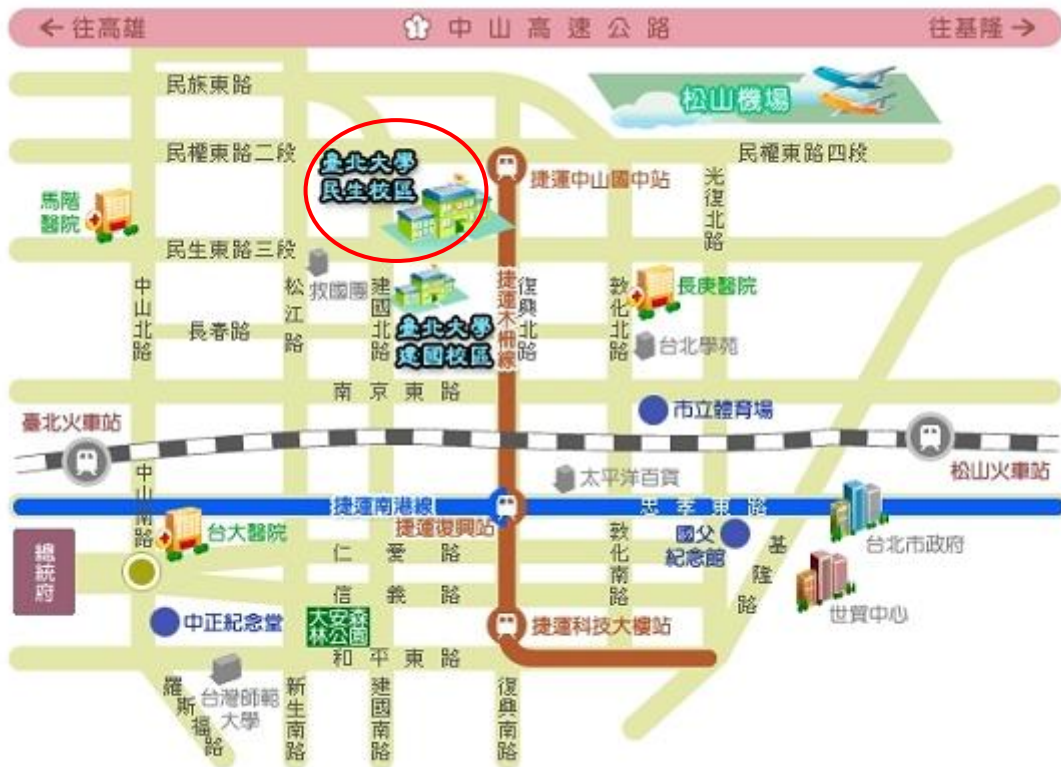 ←往高雄
中山高速公路
往基隆→
民族東路
松山機場
民權東路二段
民權東路四段
臺北大學
民生校區
捷運中山國中站
光復北路
馬階
醫院
民生東路三段
救國團
中山北路
松江路
建國北路
捷運木柵線
復興北路
敦化北路
長庚醫院
長春路
臺北大學
建國校區
台北學苑
南京東路
市立體育場
臺北火車站
松山火車站
中山南路
太平洋百貨
捷運南港線
忠孝東路
捷運復興站
台大醫院
國父
紀念館
台北市政府
總統府
仁愛路
敦化南路
基隆路
信義路
世貿中心
中正紀念堂
大安森
林公園
捷運科技大樓站
和平東路
台灣師範
大學
羅斯福路
新生南路
建國南路
復興南路